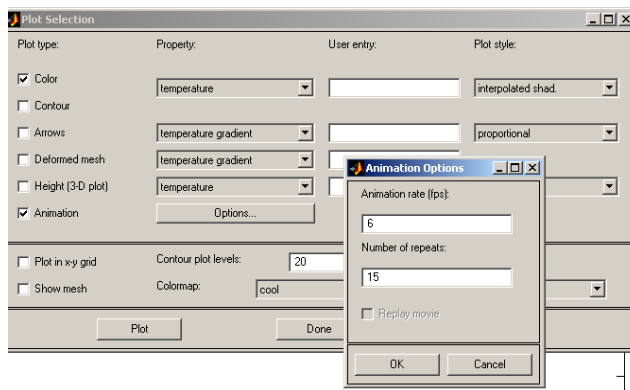 Plot Selection
Plot type: Property: User entry: Plot style:
Color temperature interpolated shad.
Contour
Arrows temperature gradient proportional
Deformed mesh temperature gradient
Height (3-D plot) temperature
Animation Options...
Plot in x-y grid Contour plot levels: 20
Show mesh Colormap: cool
Plot Done
Animation Options
Animation rate (fps):
6
Number of repeats:
15
Replay movie
OK Cancel